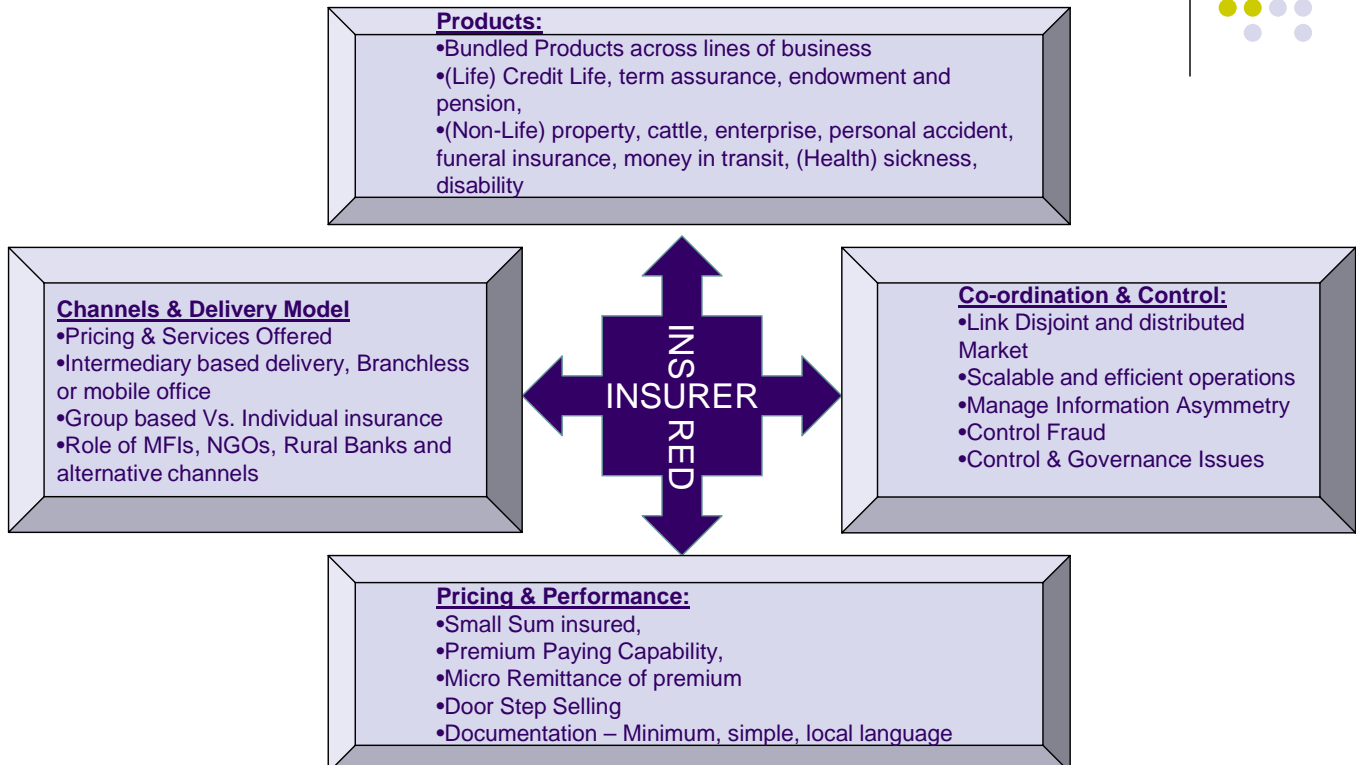 Products:
•Bundled Products across lines of business
•(Life) Credit Life, term assurance, endowment and
pension,
•(Non-Life) property, cattle, enterprise, personal accident,
funeral insurance, money in transit, (Health) sickness,
disability
Channels & Delivery Model
•Pricing & Services Offered
•Intermediary based delivery, Branchless
or mobile office
•Group based Vs. Individual insurance
•Role of MFIs, NGOs, Rural Banks and
alternative channels
INSURED
INSURER
Co-ordination & Control:
•Link Disjoint and distributed
Market
•Scalable and efficient operations
•Manage Information Asymmetry
•Control Fraud
•Control & Governance Issues
Pricing & Performance:
•Small Sum insured,
•Premium Paying Capability,
•Micro Remittance of premium
•Door Step Selling
•Documentation – Minimum, simple, local language